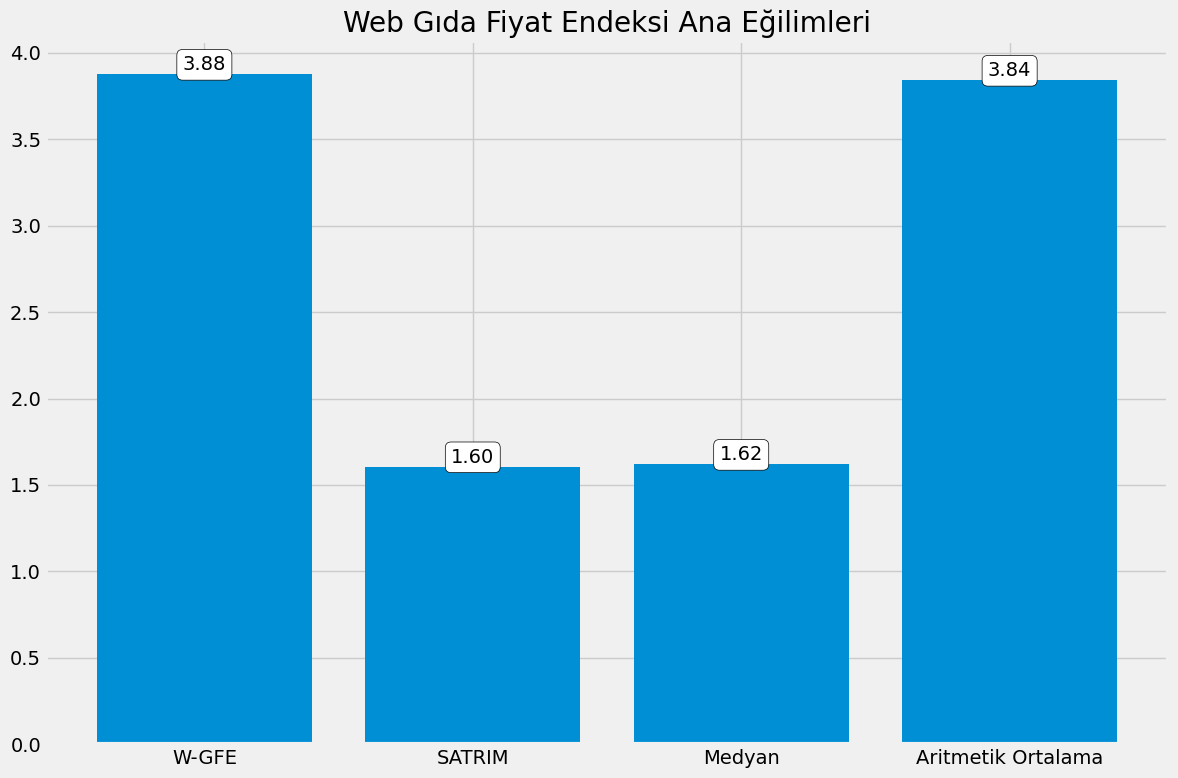 Web Gıda Fiyat Endeksi Ana Eğilimleri
4.0
3.5
3.0
2.5
2.0
1.5
1.0
0.5
0.0
3.88
1.60
1.62
3.84
W-GFE
SATRIM
Medyan
Aritmetik Ortalama